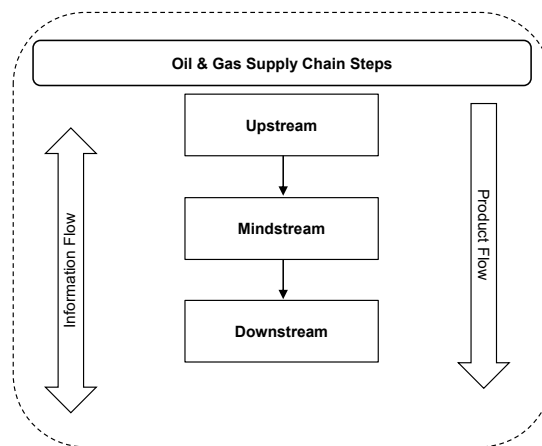 Oil & Gas Supply Chain Steps
Upstream
Mindstream
Downstream
Information Flow
Product Flow